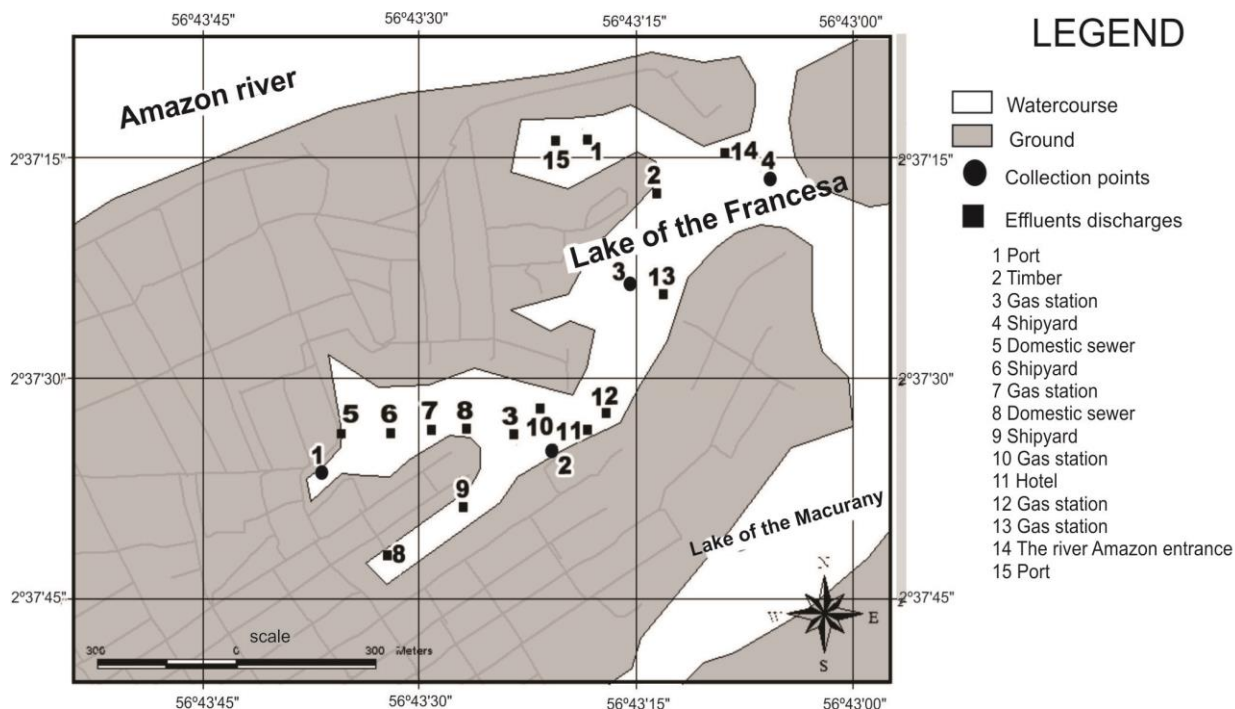 56°43'45" 56°43'30" 56°43'15" 56°43'00"
LEGEND
Amazon river
Watercourse
Ground
Collection points
Effluents discharges
1 Port
2 Timber
3 Gas station
4 Shipyard
5 Domestic sewer
6 Shipyard
7 Gas station
8 Domestic sewer
9 Shipyard
10 Gas station
11 Hotel
12 Gas station
13 Gas station
14 The river Amazon entrance
15 Port
2°37'15" 2°37'15"
15 1 14 4
2
Lake of the Francesa
3 13
2°37'30" 2°37'30"
5 6 7 8 3 10 11 12
1 2
9
8
Lake of the Macurany
2°37'45" 2°37'45"
N
W E
S
scale
300 0 300 Meters
56°43'45" 56°43'30" 56°43'15" 56°43'00"